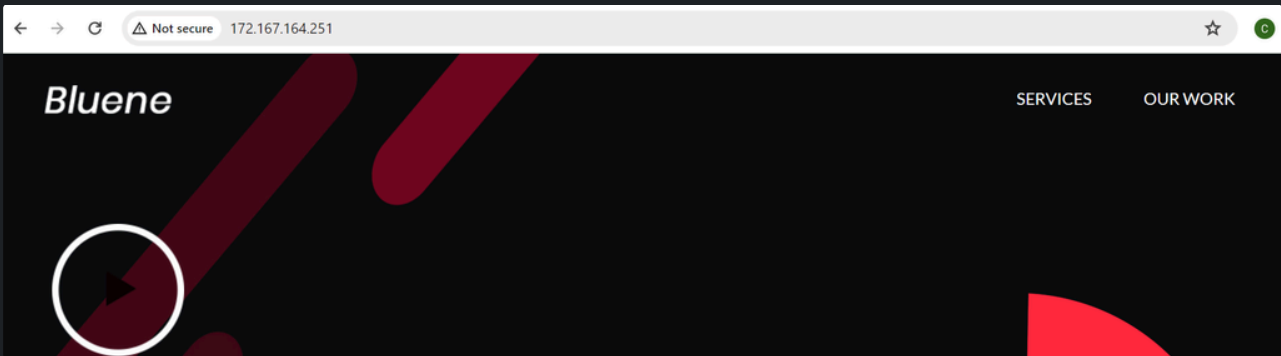 Not secure 172.167.164.251
C
Bluene SERVICES OUR WORK